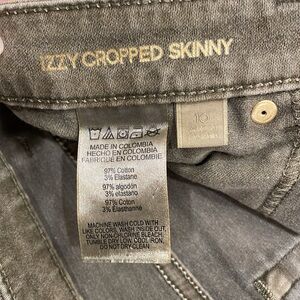 IZZY CROPPED SKINNY
10
MADE IN COLOMBIA
HECHO EN COLOMBIA
FABRIQUÉ EN COLOMBIE
97% Cotton
3% Elastane
97% algodón
3% elastano
97% Coton
3% Élasthanne
MACHINE WASH COLD WITH
LIKE COLORS, WASH INSIDE OUT,
ONLY NON-CHLORINE BLEACH,
TUMBLE DRY LOW, COOL IRON,
DO NOT DRY CLEAN